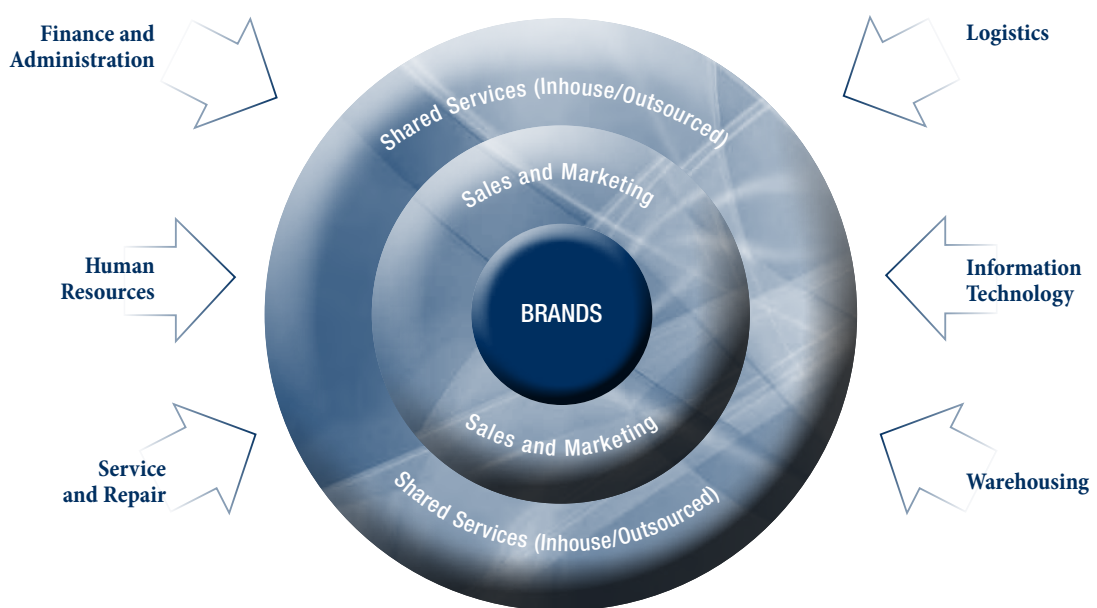 Finance and
Administration
Logistics
Shared Services (Inhouse/Outsourced)
Sales and Marketing
Human
Resources
BRANDS
Information
Technology
Sales and Marketing
Service
and Repair
Shared Services (Inhouse/Outsourced)
Warehousing